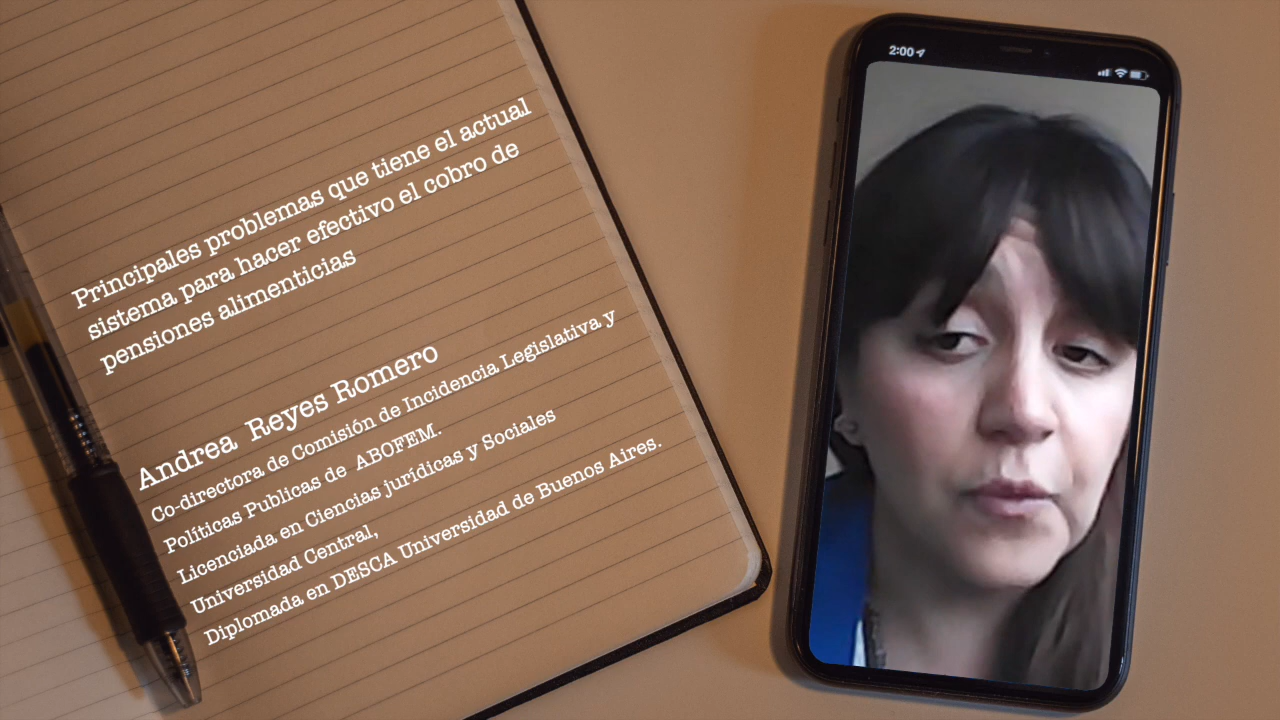 Principales problemas que tiene el actual
sistema para hacer efectivo el cobro de
pensiones alimenticias
Andrea Reyes Romero
Co-directora de Comisión de Incidencia Legislativa y
Políticas Publicas de ABOFEM.
Licenciada en Ciencias jurídicas y Sociales
Universidad Central,
Diplomada en DESCA Universidad de Buenos Aires.
2:00